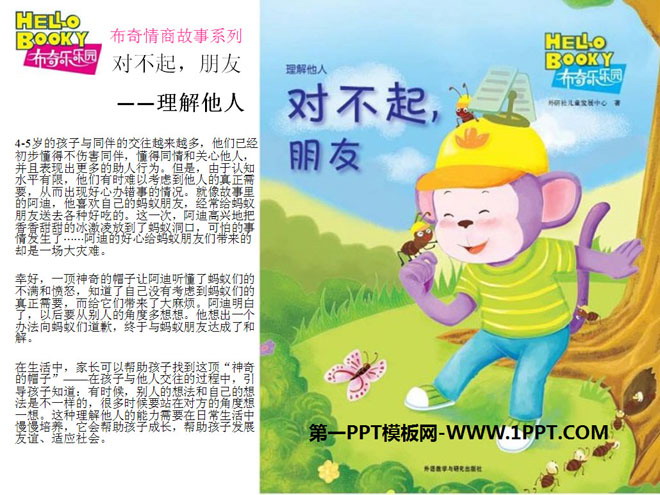 HELLO
BOOKY
布奇乐乐园
布奇情商故事系列
对不起，朋友
——理解他人
4-5岁的孩子与同伴的交往越来越多，他们已经
初步懂得不伤害同伴，懂得同情和关心他人，
并且表现出更多的助人行为。但是，由于认知
水平有限，他们有时难以考虑到他人的真正需
要，从而出现好心办错事的情况。就像故事里
的阿迪，他喜欢自己的蚂蚁朋友，经常给蚂蚁
朋友送去各种好吃的。这一次，阿迪高兴地把
香香甜甜的冰激凌放到了蚂蚁洞口，可怕的事
情发生了······阿迪的好心给蚂蚁朋友们带来的
却是一场大灾难。
幸好，一顶神奇的帽子让阿迪听懂了蚂蚁们的
不满和愤怒，知道了自己没有考虑到蚂蚁们的
真正需要，而给它们带来了大麻烦。阿迪明白
了，以后要从别人的角度多想想。他想出一个
办法向蚂蚁们道歉，终于与蚂蚁朋友达成了和
解。
在生活中，家长可以帮助孩子找到这顶“神奇
的帽子”——在孩子与他人交往的过程中，引
导孩子知道：有时候，别人的想法和自己的想
法是不一样的，很多时候要站在对方的角度想
一想。这种理解他人的能力需要在日常生活中
慢慢培养，它会帮助孩子成长，帮助孩子发展
友谊、适应社会。
HELLO
BOOKY
布奇乐乐园
外研社儿童发展中心 著
理解他人
对不起，
朋友
第一PPT模板网-WWW.1PPT.COM
外语教学与研究出版社